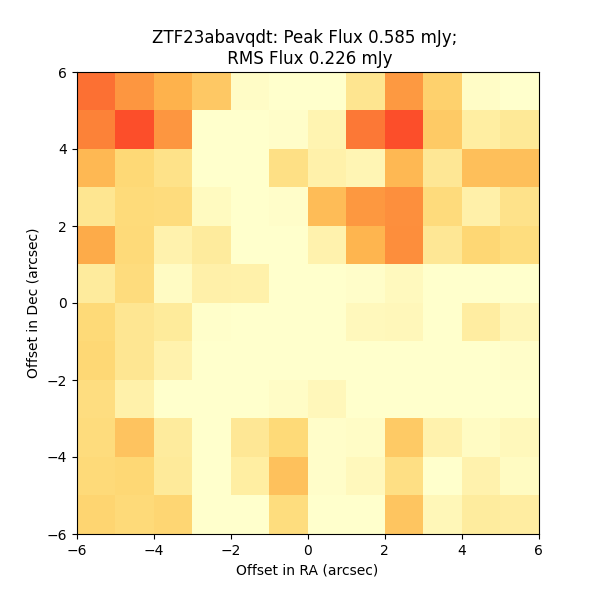 ZTF23abavqdt: Peak Flux 0.585 mJy;
RMS Flux 0.226 mJy
6
4
2
0
−2
−4
−6
Offset in Dec (arcsec)
−6 −4 −2 0 2 4 6
Offset in RA (arcsec)